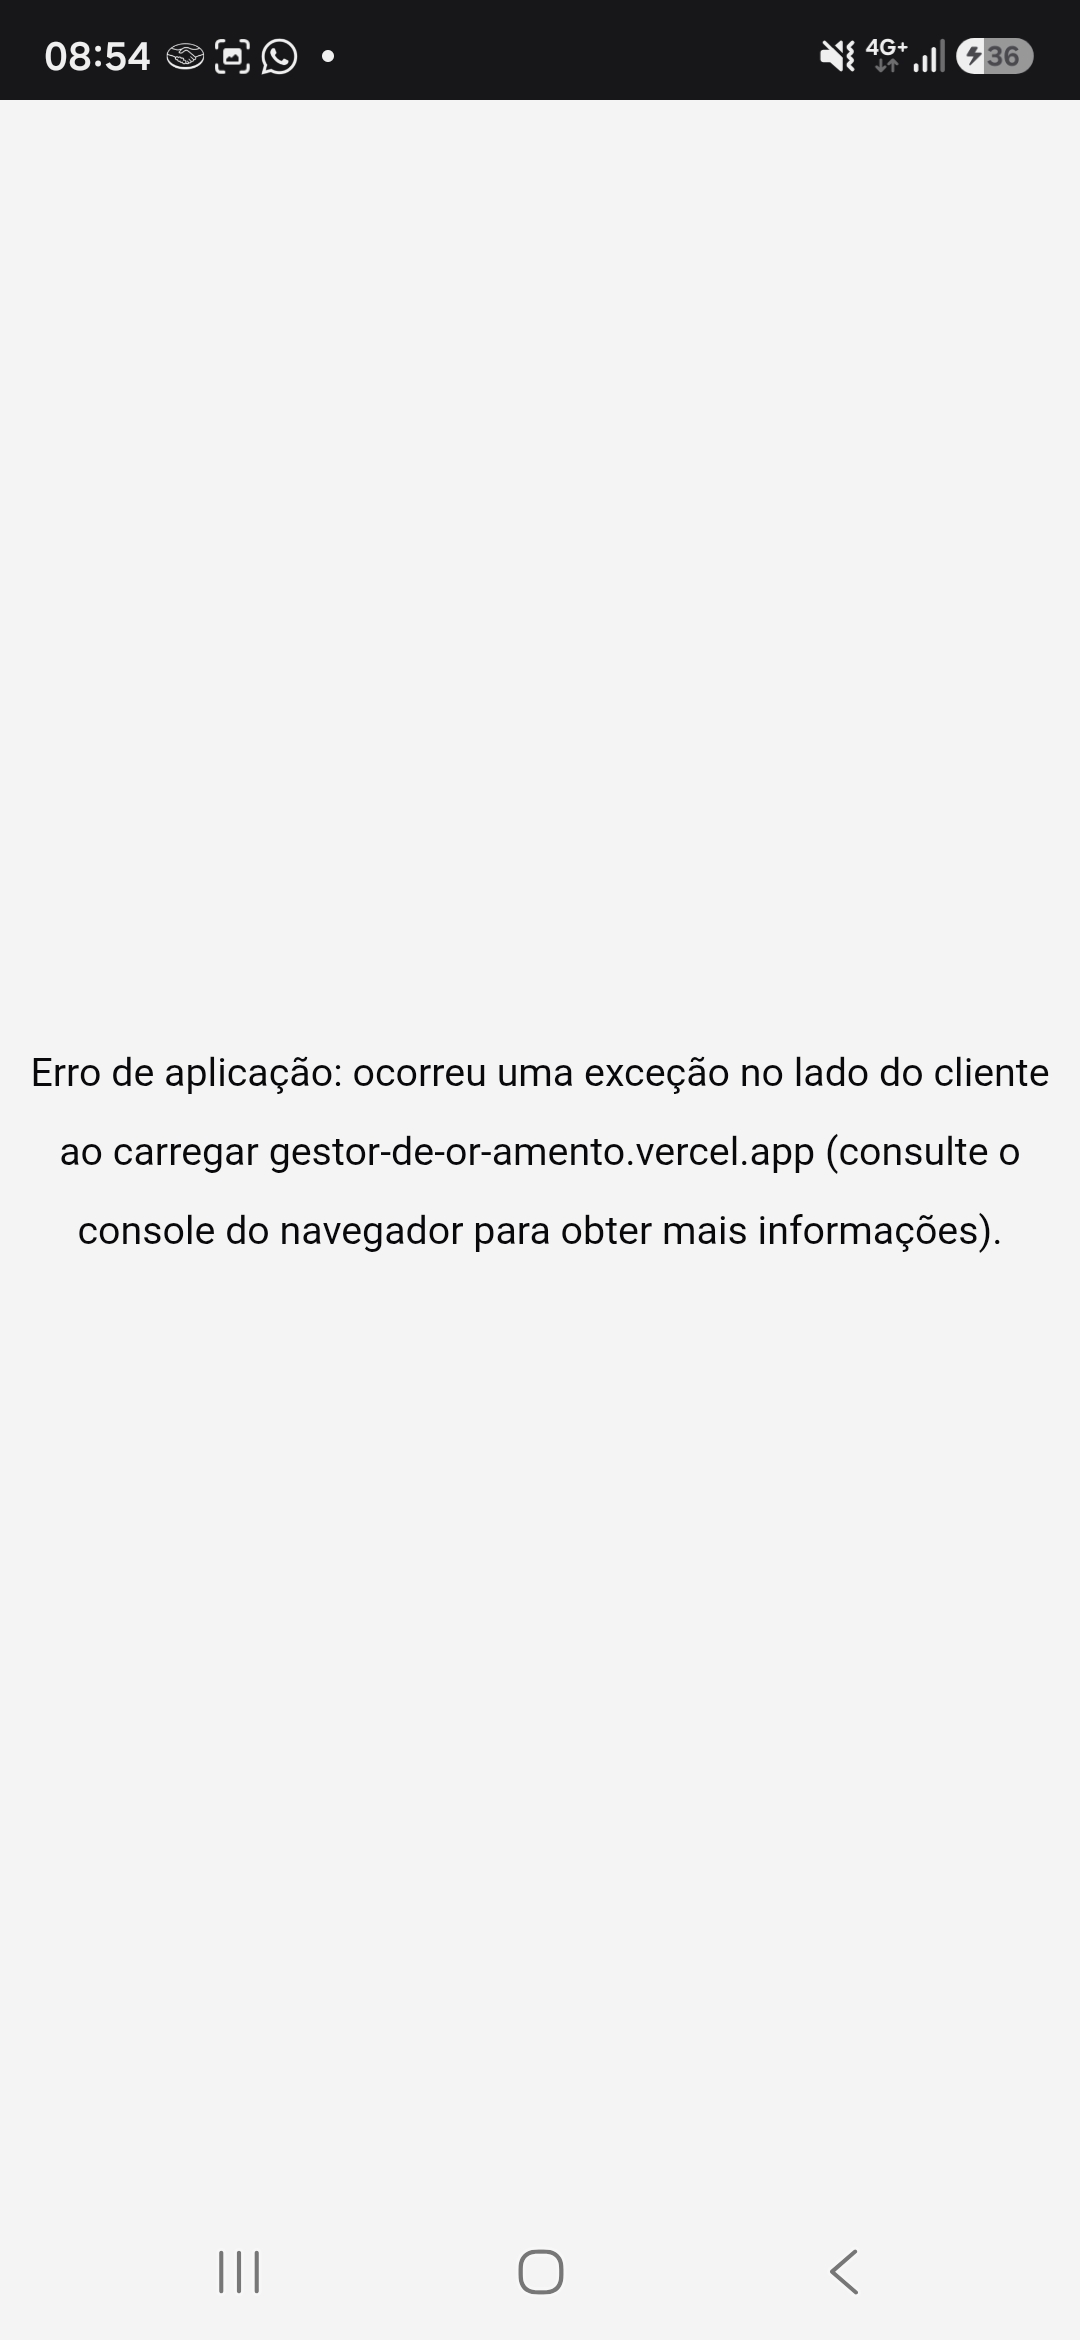 08:54
4G+
36
Erro de aplicação: ocorreu uma exceção no lado do cliente
ao carregar gestor-de-or-amento.vercel.app (consulte o
console do navegador para obter mais informações).